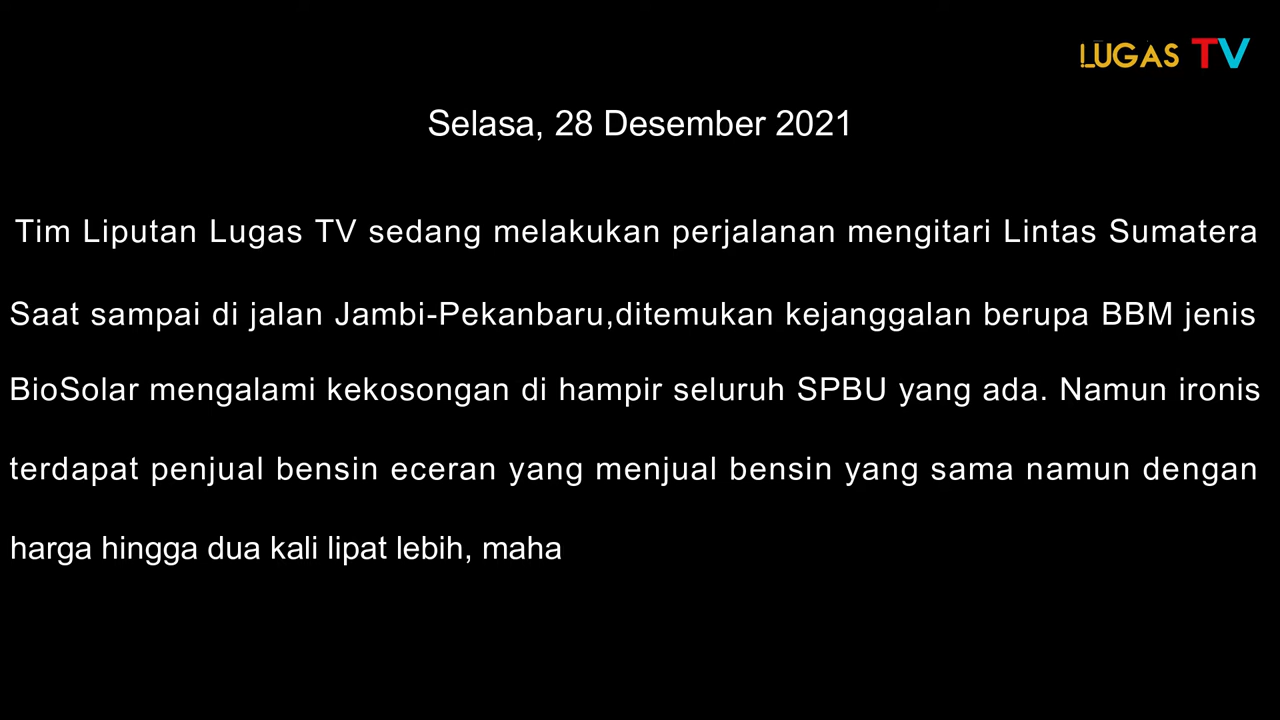 LUGAS TV
Selasa, 28 Desember 2021
Tim Liputan Lugas TV sedang melakukan perjalanan mengitari Lintas Sumatera
Saat sampai di jalan Jambi-Pekanbaru,ditemukan kejanggalan berupa BBM jenis
BioSolar mengalami kekosongan di hampir seluruh SPBU yang ada. Namun ironis
terdapat penjual bensin eceran yang menjual bensin yang sama namun dengan
harga hingga dua kali lipat lebih, maha